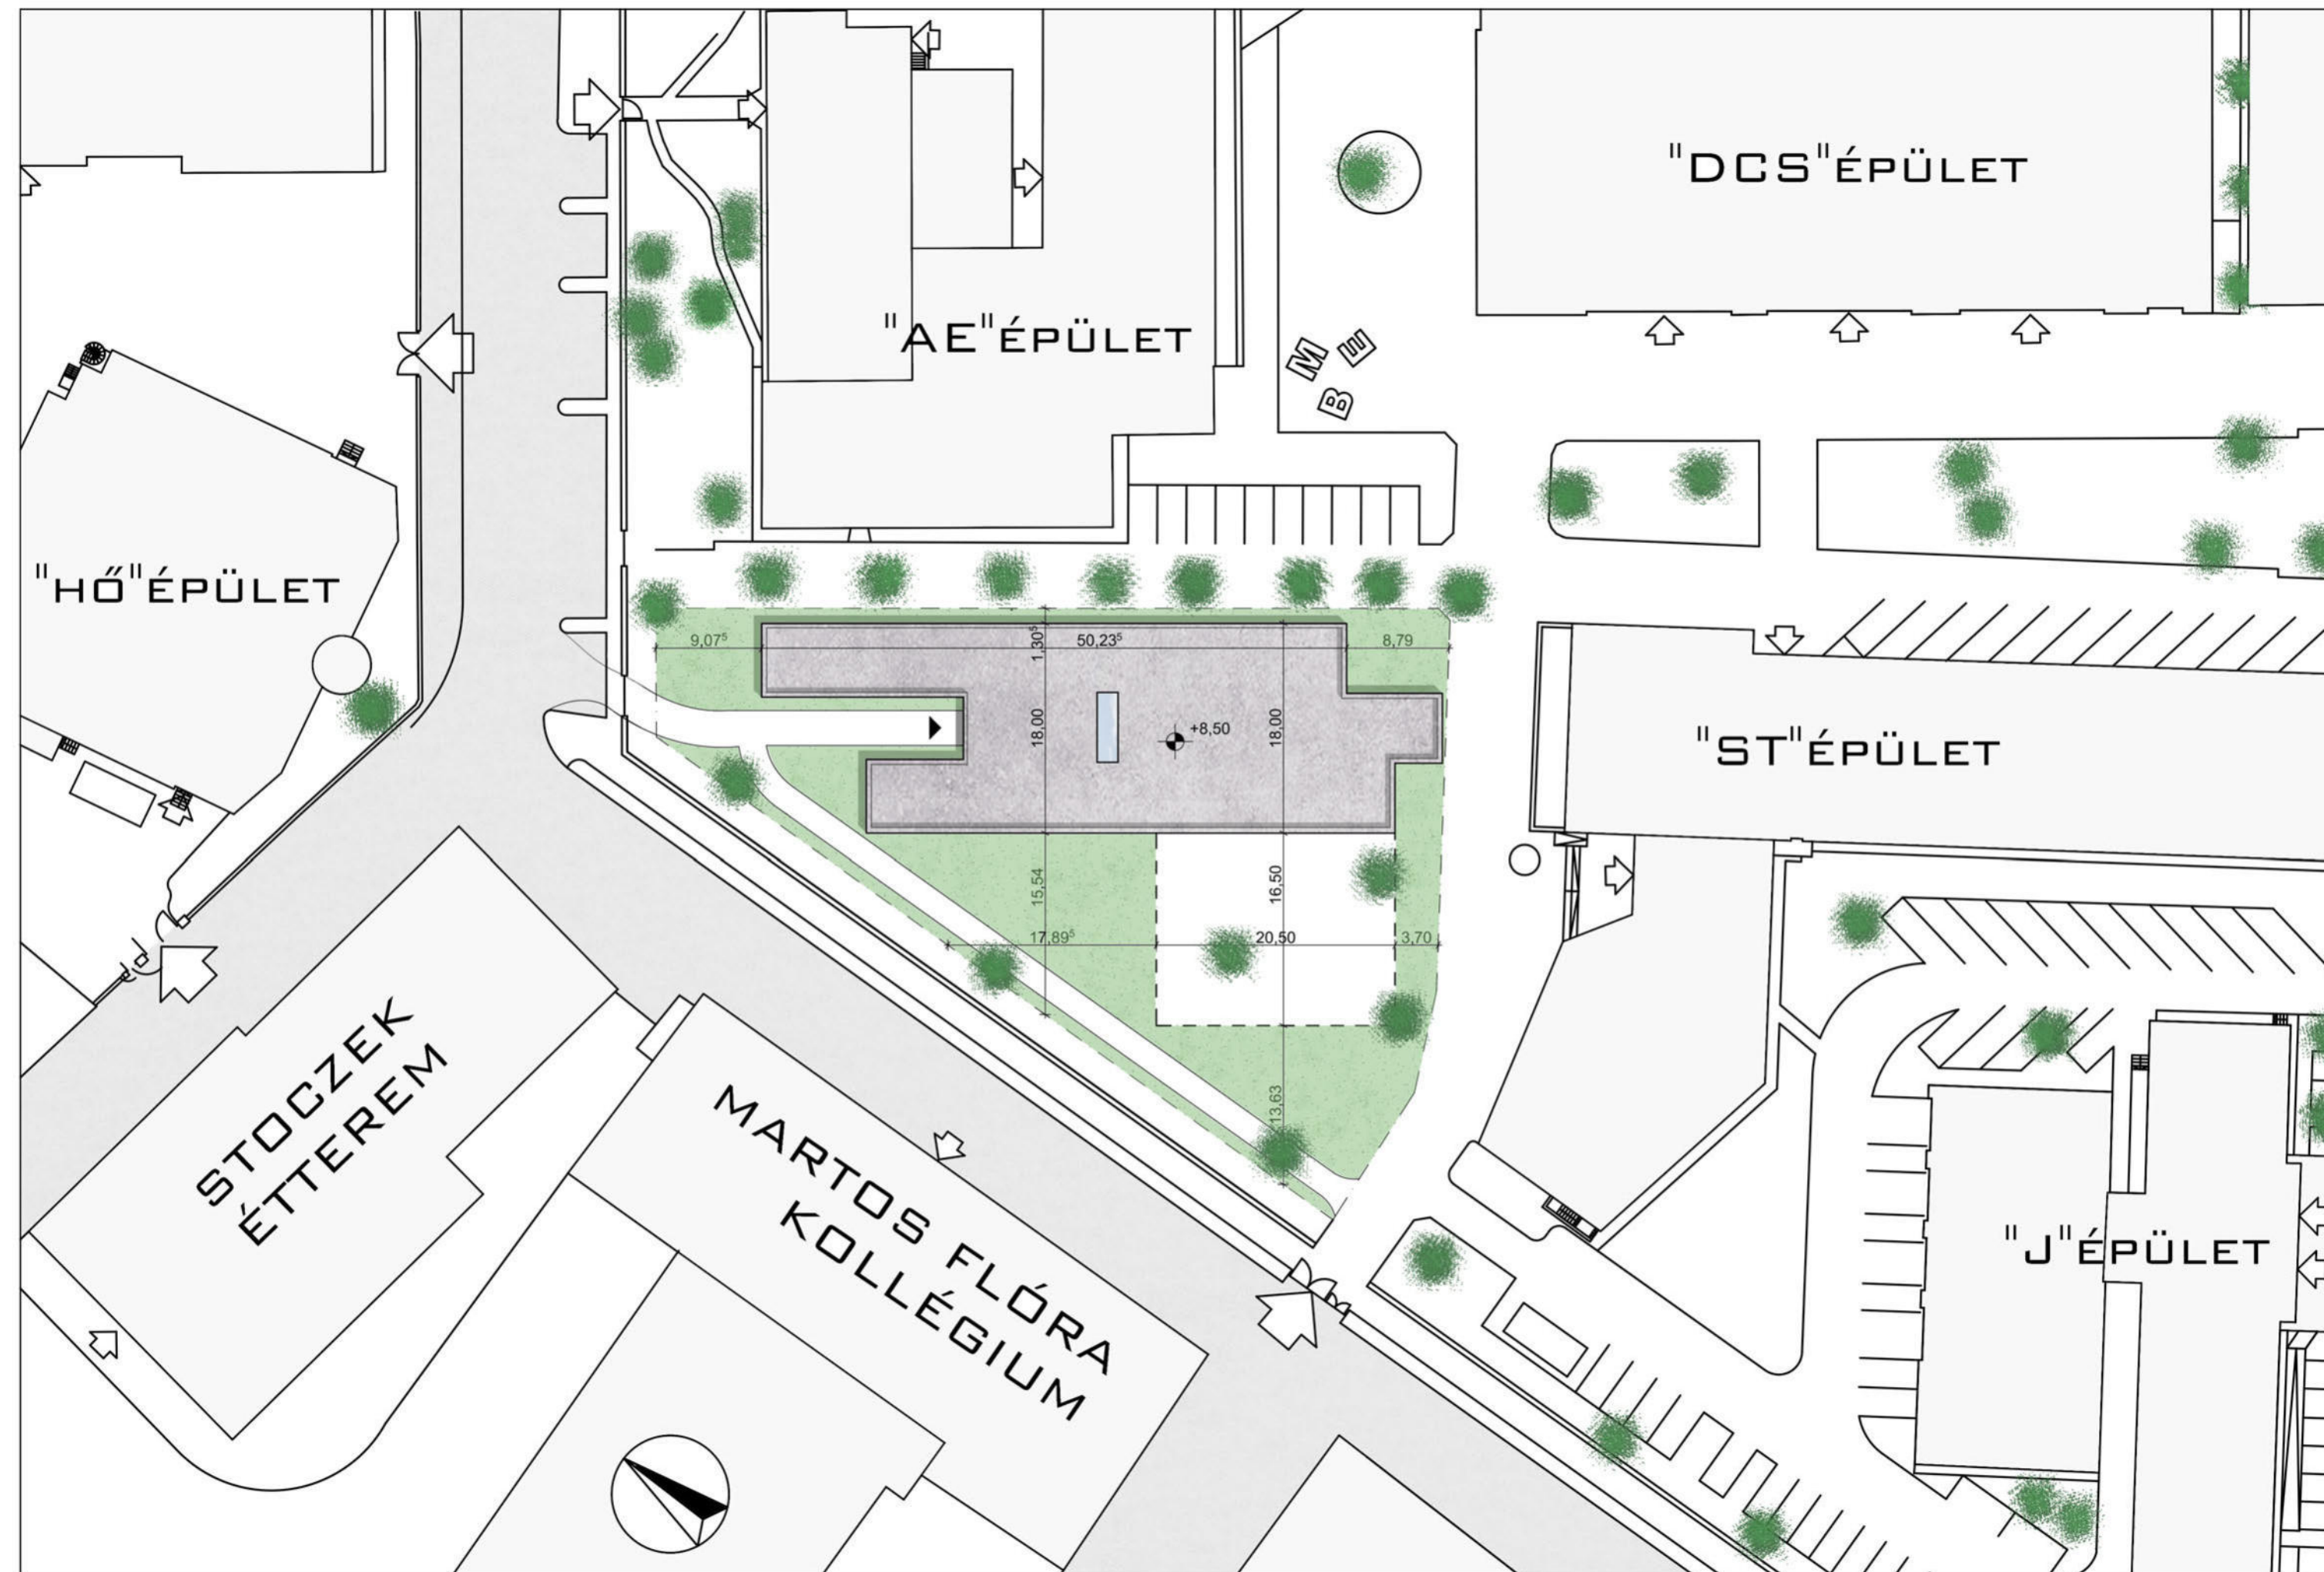 "DCS"ÉPÜLET
"AE"ÉPÜLET
B M E
"HŐ"ÉPÜLET
9,07⁵
1,30⁵
50,23⁵
8,79
18,00
+8,50
18,00
"ST"ÉPÜLET
15,54
16,50
17,89⁵
20,50
3,70
13,63
STOCZEK
ÉTTEREM
MARTOS FLÓRA
KOLLÉGIUM
"J"ÉPÜLET